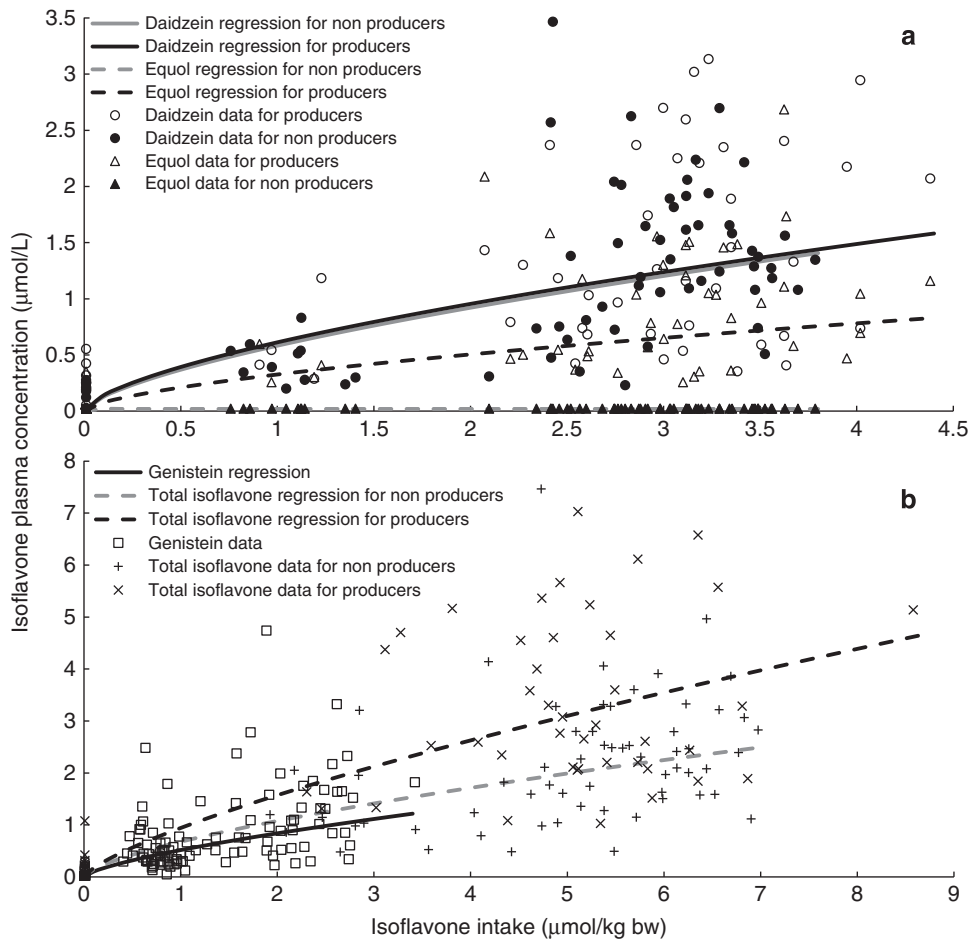 3.5
Daidzein regression for non producers
a
Daidzein regression for producers
3
Equol regression for non producers
Equol regression for producers
2.5
Daidzein data for producers
Daidzein data for non producers
Equol data for producers
2
Equol data for non producers
1.5
1
0.5
0
0 0.5 1 1.5 2 2.5 3 3.5 4 4.5
Isoflavone plasma concentration (μmol/L)
8
Genistein regression
b
Total isoflavone regression for non producers
7
Total isoflavone regression for producers
Genistein data
6
Total isoflavone data for non producers
Total isoflavone data for producers
5
4
3
2
1
0
0 1 2 3 4 5 6 7 8 9
Isoflavone intake (μmol/kg bw)